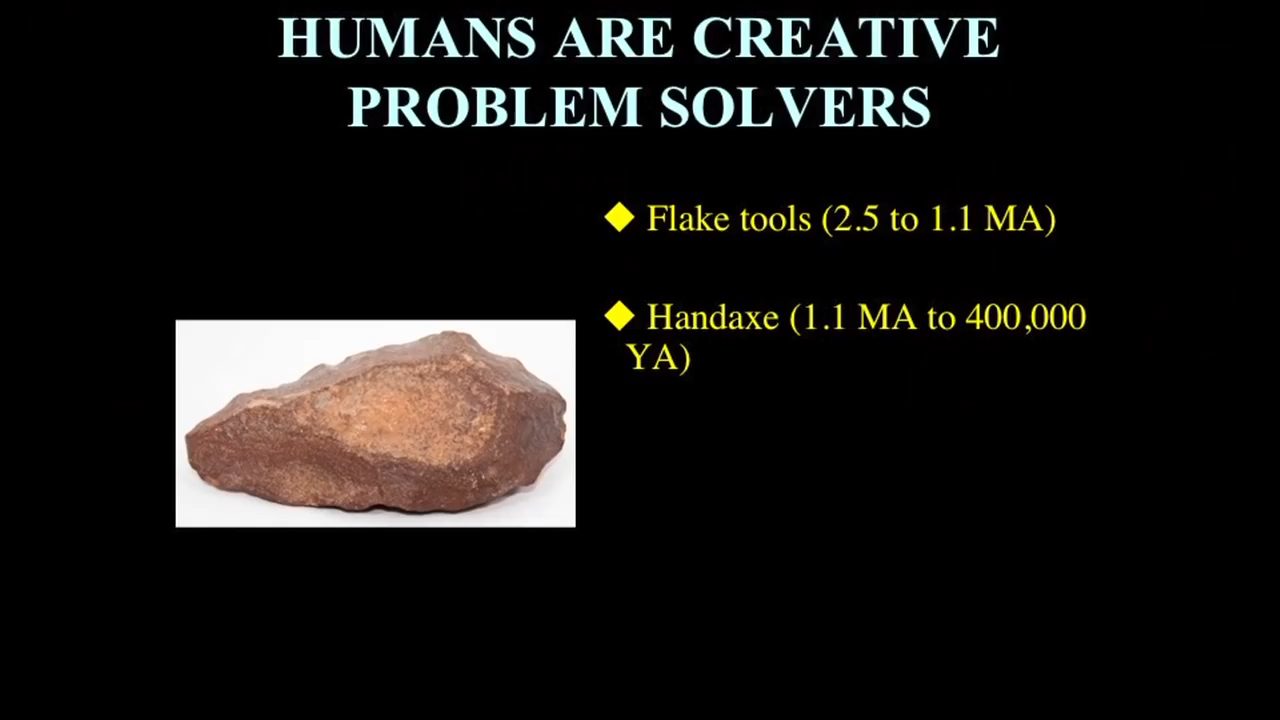 HUMANS ARE CREATIVE
PROBLEM SOLVERS
◆ Flake tools (2.5 to 1.1 MA)
◆ Handaxe (1.1 MA to 400,000
YA)